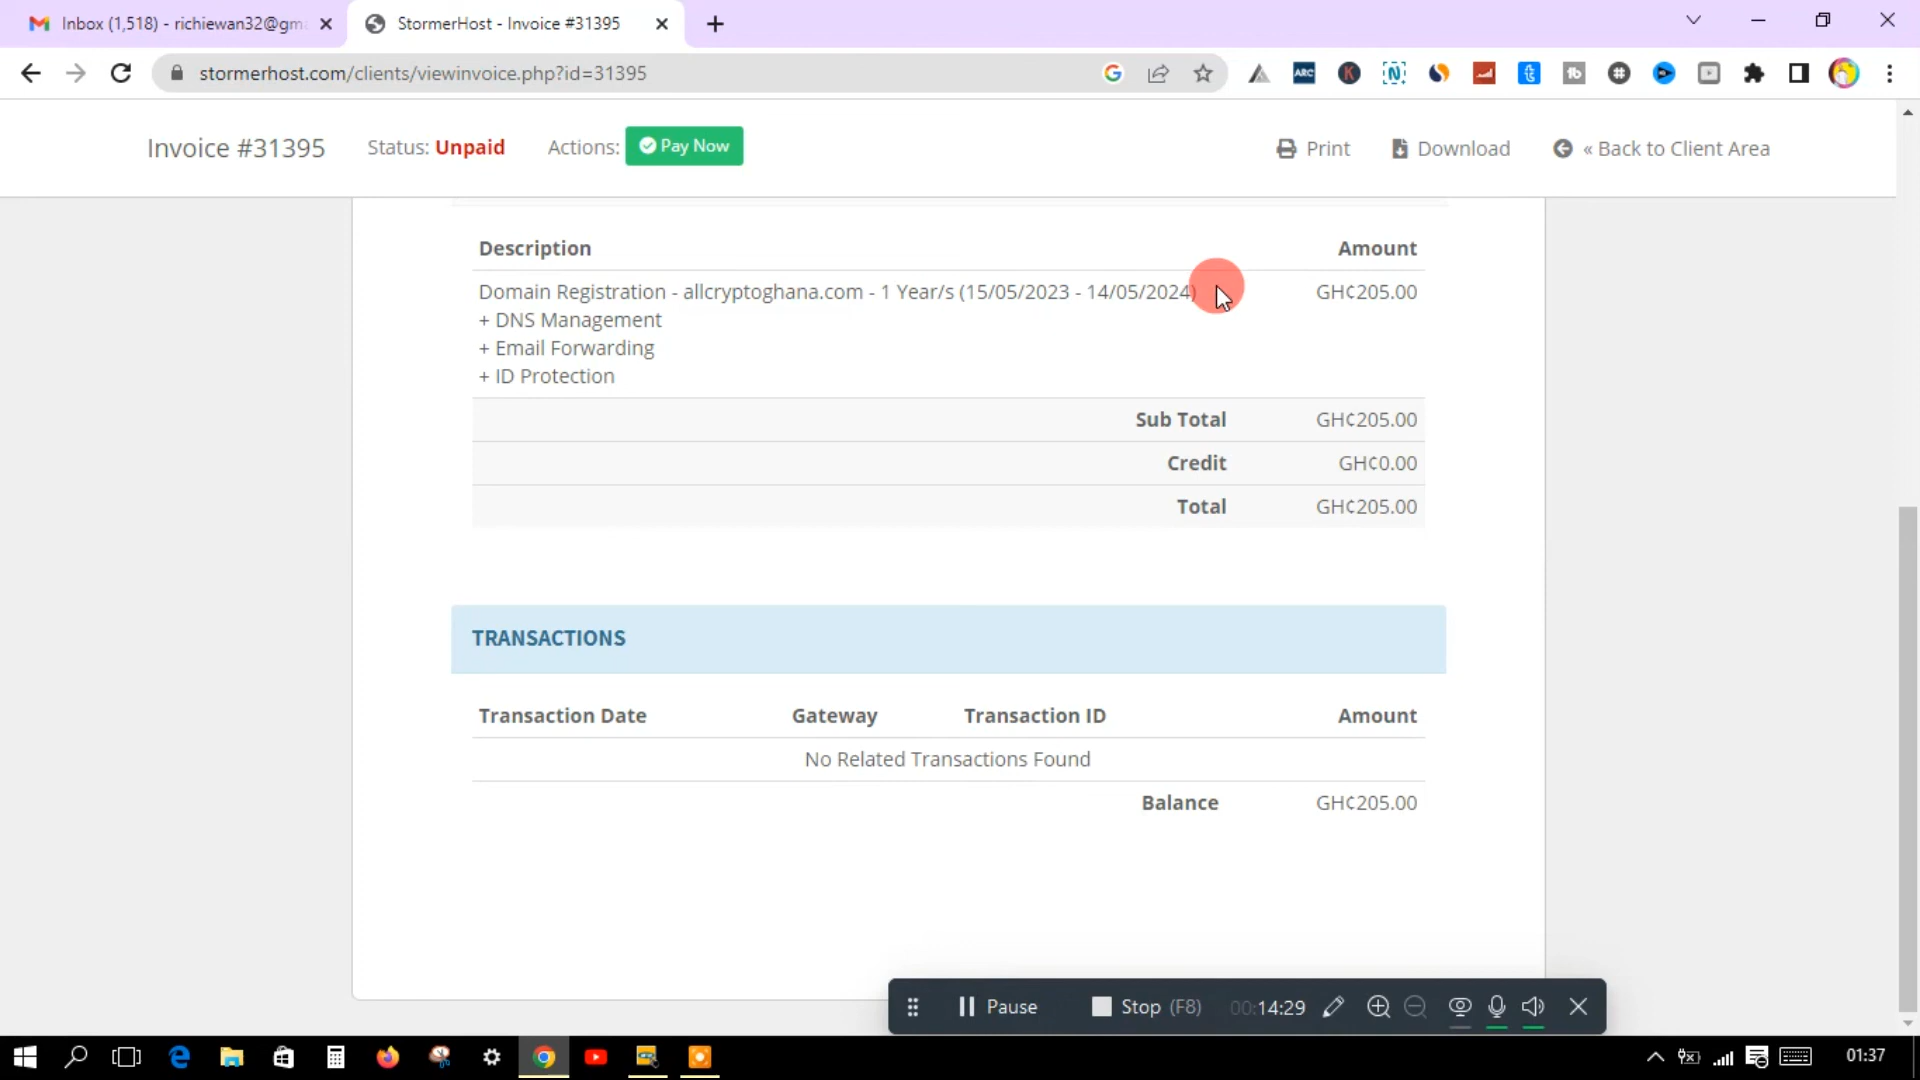 Inbox (1,518) - richiewan32@gm
StormerHost - Invoice #31395
stormerhost.com/clients/viewinvoice.php?id=31395
Invoice #31395
Status: Unpaid
Actions: Pay Now
Print
Download
« Back to Client Area
Description Amount
Domain Registration - allcryptoghana.com - 1 Year/s (15/05/2023 - 14/05/2024) GH¢205.00
+ DNS Management
+ Email Forwarding
+ ID Protection
Sub Total GH¢205.00
Credit GH¢0.00
Total GH¢205.00
TRANSACTIONS
Transaction Date Gateway Transaction ID Amount
No Related Transactions Found
Balance GH¢205.00
Pause Stop (F8) 00:14:29
01:37